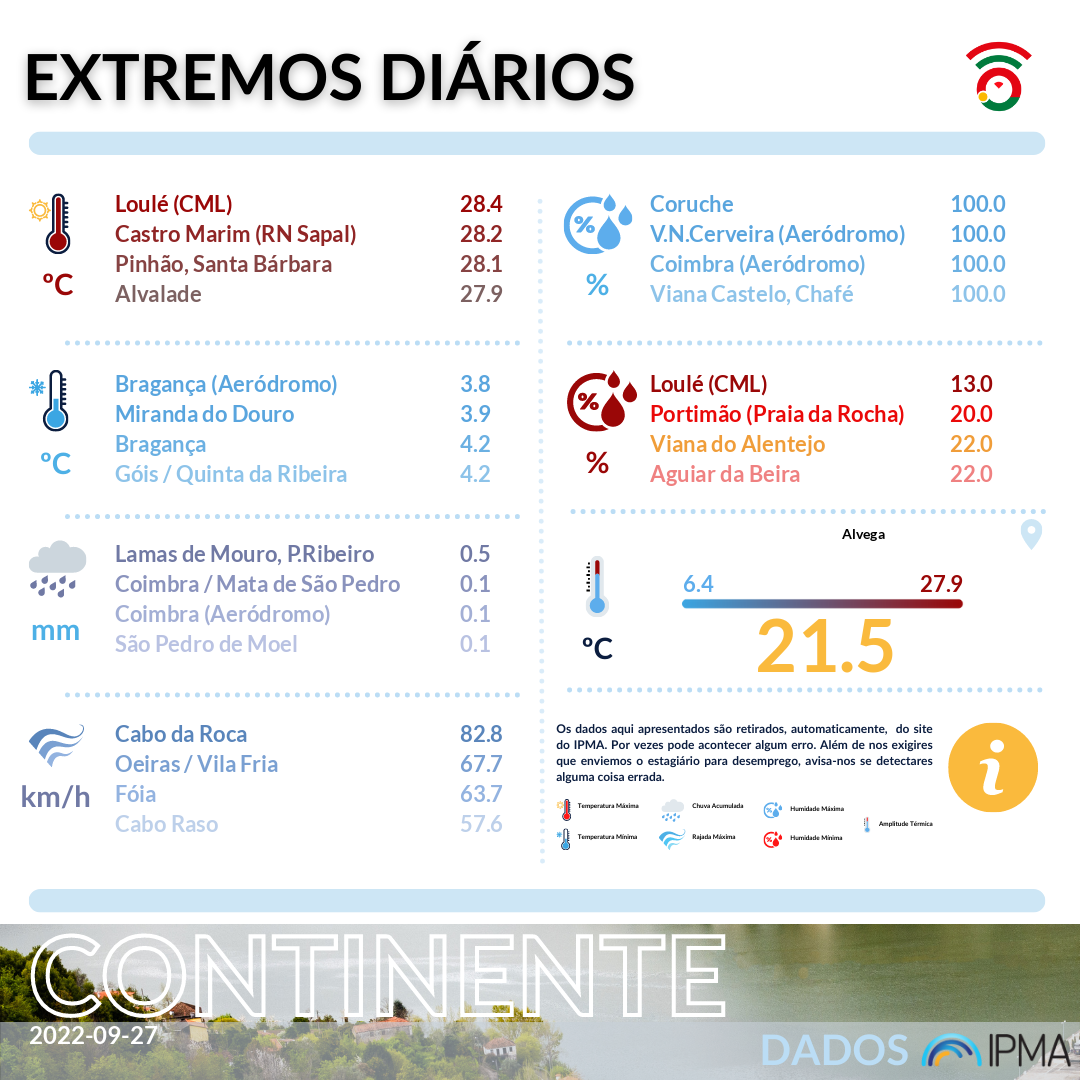 EXTREMOS DIÁRIOS
Loulé (CML) 28.4
Castro Marim (RN Sapal) 28.2
Pinhão, Santa Bárbara 28.1
ºC
Alvalade 27.9
Bragança (Aeródromo) 3.8
Miranda do Douro 3.9
Bragança 4.2
ºC
Góis / Quinta da Ribeira 4.2
Lamas de Mouro, P.Ribeiro 0.5
Coimbra / Mata de São Pedro 0.1
Coimbra (Aeródromo) 0.1
mm
São Pedro de Moel 0.1
Cabo da Roca 82.8
Oeiras / Vila Fria 67.7
km/h
Fóia 63.7
Cabo Raso 57.6
%
Coruche 100.0
V.N.Cerveira (Aeródromo) 100.0
Coimbra (Aeródromo) 100.0
%
Viana Castelo, Chafé 100.0
%
Loulé (CML) 13.0
Portimão (Praia da Rocha) 20.0
Viana do Alentejo 22.0
%
Aguiar da Beira 22.0
Alvega
6.4 27.9
ºC
21.5
Os dados aqui apresentados são retirados, automaticamente, do site
do IPMA. Por vezes pode acontecer algum erro. Além de nos exigires
que enviemos o estagiário para desemprego, avisa-nos se detectares
alguma coisa errada.
i
Temperatura Máxima Chuva Acumulada Humidade Máxima
Amplitude Térmica
Temperatura Mínima Rajada Máxima Humidade Mínima
CONTINENTE
2022-09-27
DADOS IPMA